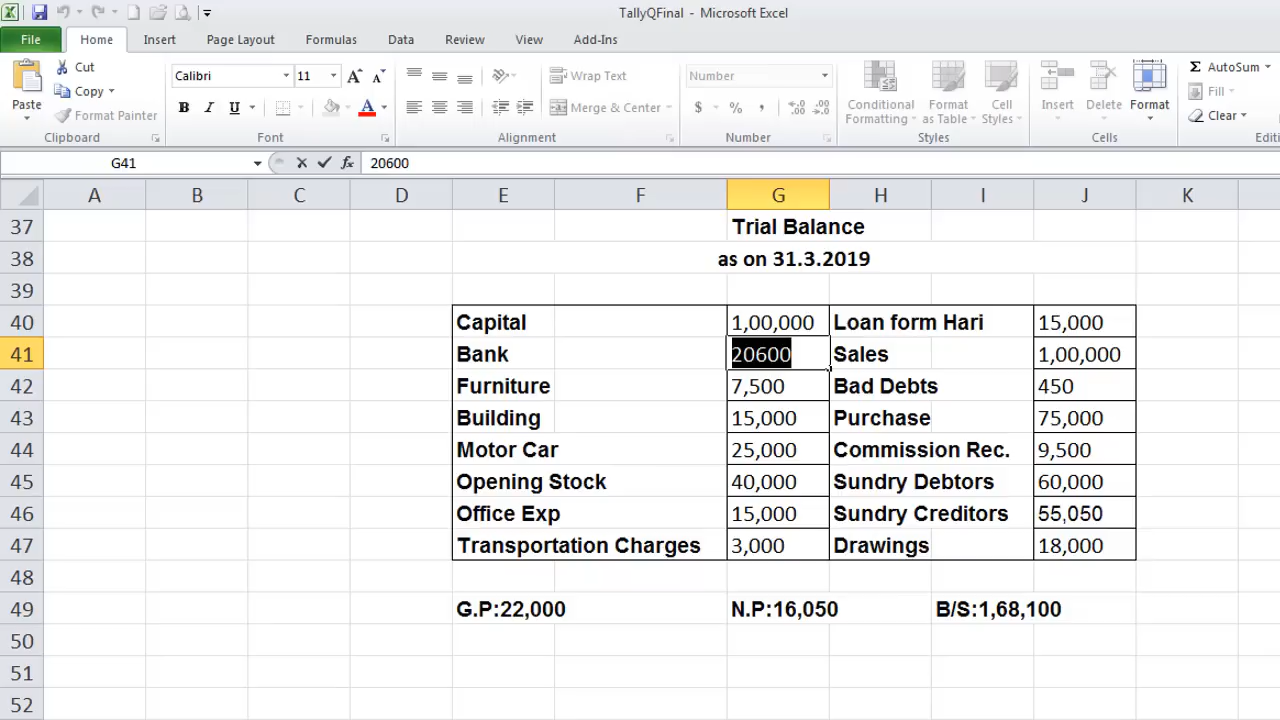 TallyQFinal - Microsoft Excel
File Home Insert Page Layout Formulas Data Review View Add-Ins
Paste
Cut
Copy
Format Painter
Clipboard
Calibri 11
A A
B I U A
Font
Wrap Text
Merge & Center
Alignment
Number
$ % ,
Number
Conditional Formatting
Format as Table
Cell Styles
Styles
Insert Delete Format
Cells
Σ AutoSum
Fill
Clear
Editi
G41 fx 20600
A B C D E F G H I J K
37 Trial Balance
38 as on 31.3.2019
39
40 Capital 1,00,000 Loan form Hari 15,000
41 Bank 20600 Sales 1,00,000
42 Furniture 7,500 Bad Debts 450
43 Building 15,000 Purchase 75,000
44 Motor Car 25,000 Commission Rec. 9,500
45 Opening Stock 40,000 Sundry Debtors 60,000
46 Office Exp 15,000 Sundry Creditors 55,050
47 Transportation Charges 3,000 Drawings 18,000
48
49 G.P:22,000 N.P:16,050 B/S:1,68,100
50
51
52